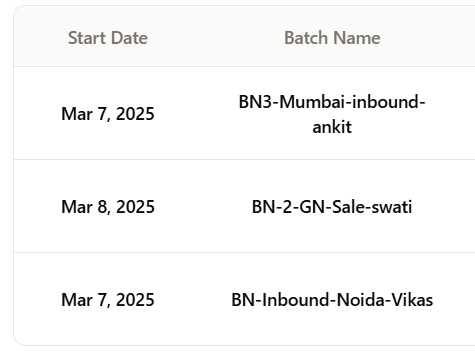 Start Date Batch Name
Mar 7, 2025 BN3-Mumbai-inbound-
ankit
Mar 8, 2025 BN-2-GN-Sale-swati
Mar 7, 2025 BN-Inbound-Noida-Vikas